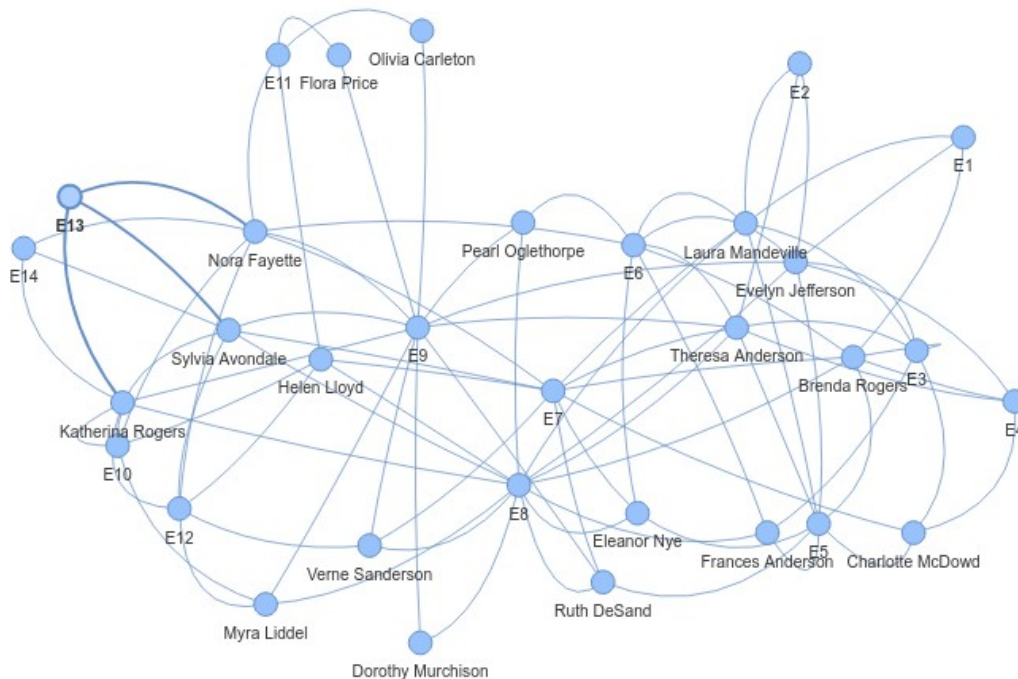 Olivia Carleton
E11
Flora Price
E2
E1
E13
Nora Fayette
Pearl Oglethorpe
Laura Mandeville
E14
E6
Evelyn Jefferson
Sylvia Avondale
E9
Theresa Anderson
Helen Lloyd
Brenda Rogers
E3
E7
E4
Katherina Rogers
E10
E8
E12
Eleanor Nye
E5
Frances Anderson
Charlotte McDowd
Verne Sanderson
Ruth DeSand
Myra Liddel
Dorothy Murchison